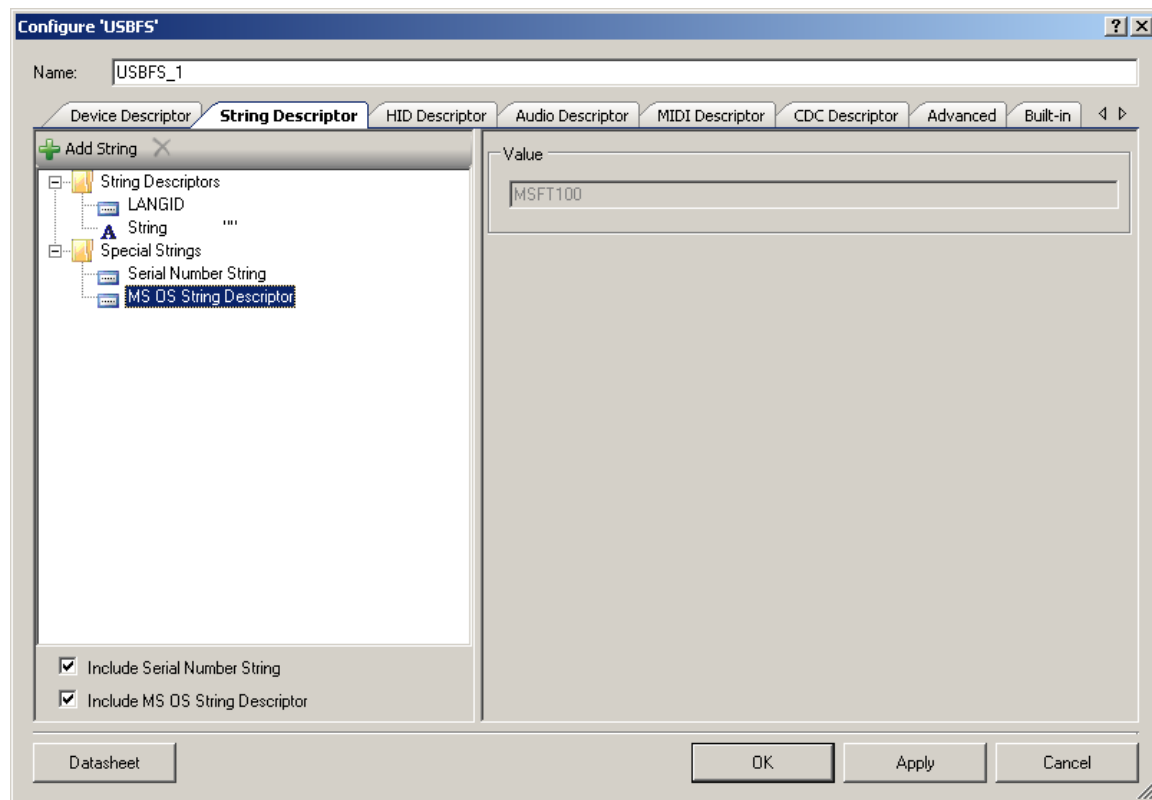 Configure 'USBFS'
Name: USBFS_1
Device Descriptor String Descriptor HID Descriptor Audio Descriptor MIDI Descriptor CDC Descriptor Advanced Built-in
Add String
Value
MSFT100
String Descriptors
LANGID
String ""
Special Strings
Serial Number String
MS OS String Descriptor
Include Serial Number String
Include MS OS String Descriptor
Datasheet OK Apply Cancel